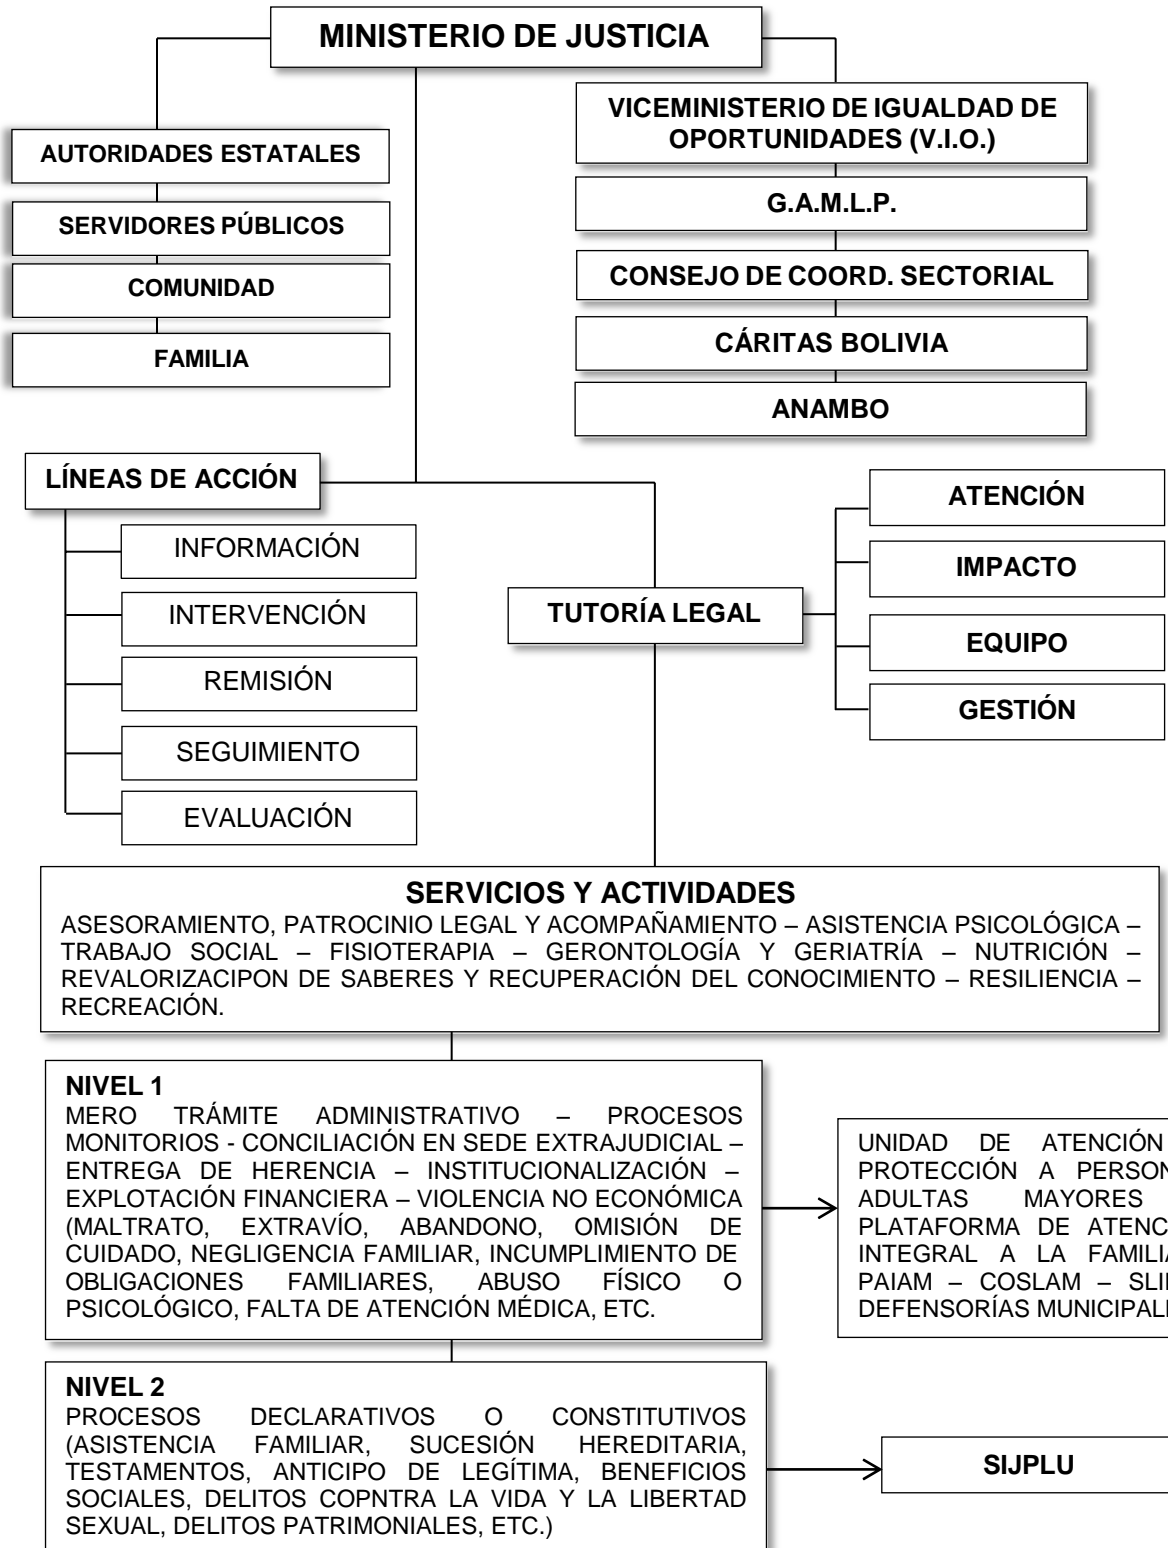 MINISTERIO DE JUSTICIA
AUTORIDADES ESTATALES
SERVIDORES PÚBLICOS
COMUNIDAD
FAMILIA
VICEMINISTERIO DE IGUALDAD DE
OPORTUNIDADES (V.I.O.)
G.A.M.L.P.
CONSEJO DE COORD. SECTORIAL
CÁRITAS BOLIVIA
ANAMBO
LÍNEAS DE ACCIÓN
INFORMACIÓN
INTERVENCIÓN
REMISIÓN
SEGUIMIENTO
EVALUACIÓN
TUTORÍA LEGAL
ATENCIÓN
IMPACTO
EQUIPO
GESTIÓN
SERVICIOS Y ACTIVIDADES
ASESORAMIENTO, PATROCINIO LEGAL Y ACOMPAÑAMIENTO – ASISTENCIA PSICOLÓGICA –
TRABAJO SOCIAL – FISIOTERAPIA – GERONTOLOGÍA Y GERIATRÍA – NUTRICIÓN –
REVALORIZACIPON DE SABERES Y RECUPERACIÓN DEL CONOCIMIENTO – RESILIENCIA –
RECREACIÓN.
NIVEL 1
MERO TRÁMITE ADMINISTRATIVO – PROCESOS
MONITORIOS - CONCILIACIÓN EN SEDE EXTRAJUDICIAL –
ENTREGA DE HERENCIA – INSTITUCIONALIZACIÓN –
EXPLOTACIÓN FINANCIERA – VIOLENCIA NO ECONÓMICA
(MALTRATO, EXTRAVÍO, ABANDONO, OMISIÓN DE
CUIDADO, NEGLIGENCIA FAMILIAR, INCUMPLIMIENTO DE
OBLIGACIONES FAMILIARES, ABUSO FÍSICO O
PSICOLÓGICO, FALTA DE ATENCIÓN MÉDICA, ETC.
UNIDAD DE ATENCIÓN
PROTECCIÓN A
ADULTAS MAYORES
PLATAFORMA DE
INTEGRAL A LA
PAIAM – COSLAM –
DEFENSORÍAS
NIVEL 2
PROCESOS DECLARATIVOS O CONSTITUTIVOS
(ASISTENCIA FAMILIAR, SUCESIÓN HEREDITARIA,
TESTAMENTOS, ANTICIPO DE LEGÍTIMA, BENEFICIOS
SOCIALES, DELITOS COPNTRA LA VIDA Y LA LIBERTAD
SEXUAL, DELITOS PATRIMONIALES, ETC.)
SIJPLU